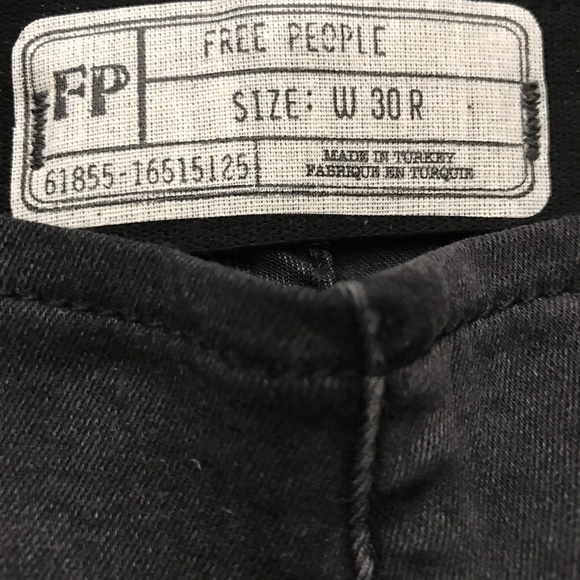 FREE PEOPLE
FP
SIZE: W 30 R
61855-16515125
MADE IN TURKEY
FABRIQUE EN TURQUIE